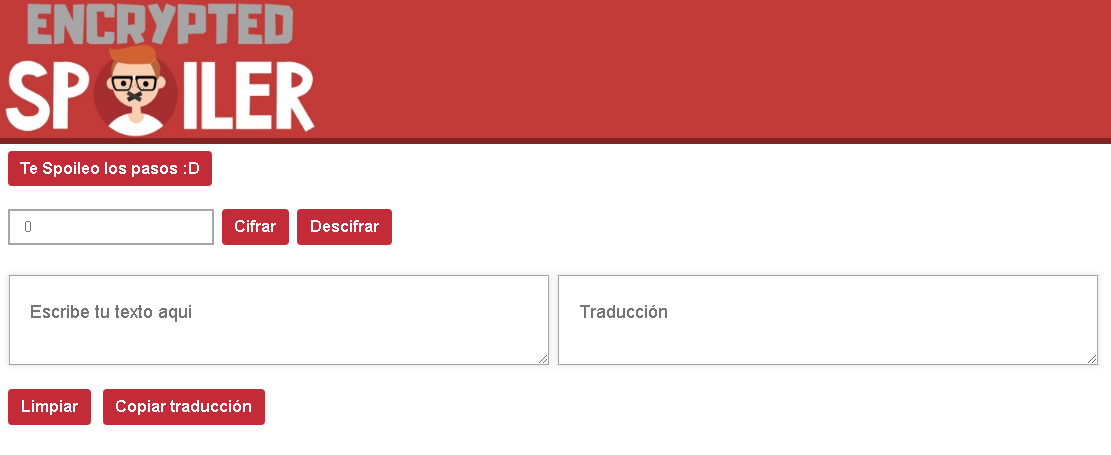 ENCRYPTED
SPOILER
Te Spoileo los pasos :D
0
Cifrar
Descifrar
Escribe tu texto aqui
Traducción
Limpiar
Copiar traducción